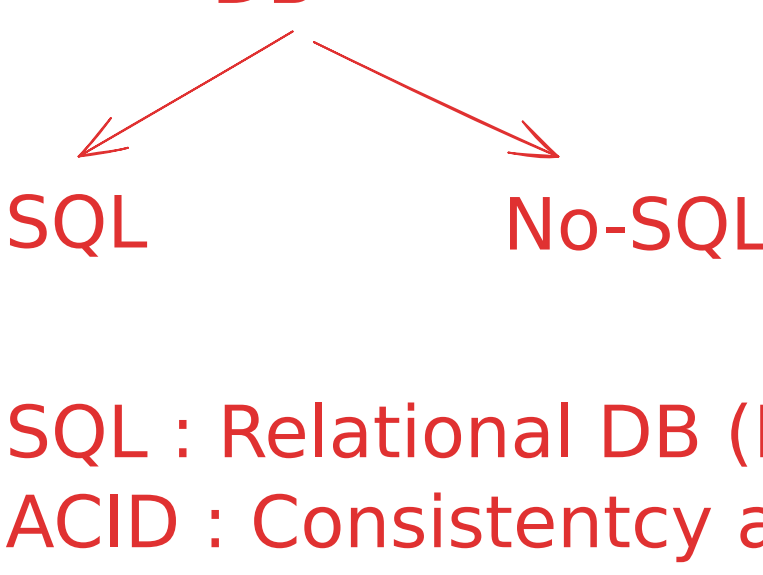 SQL
No-SQL
SQL : Relational DB (
ACID : Consistentcy a